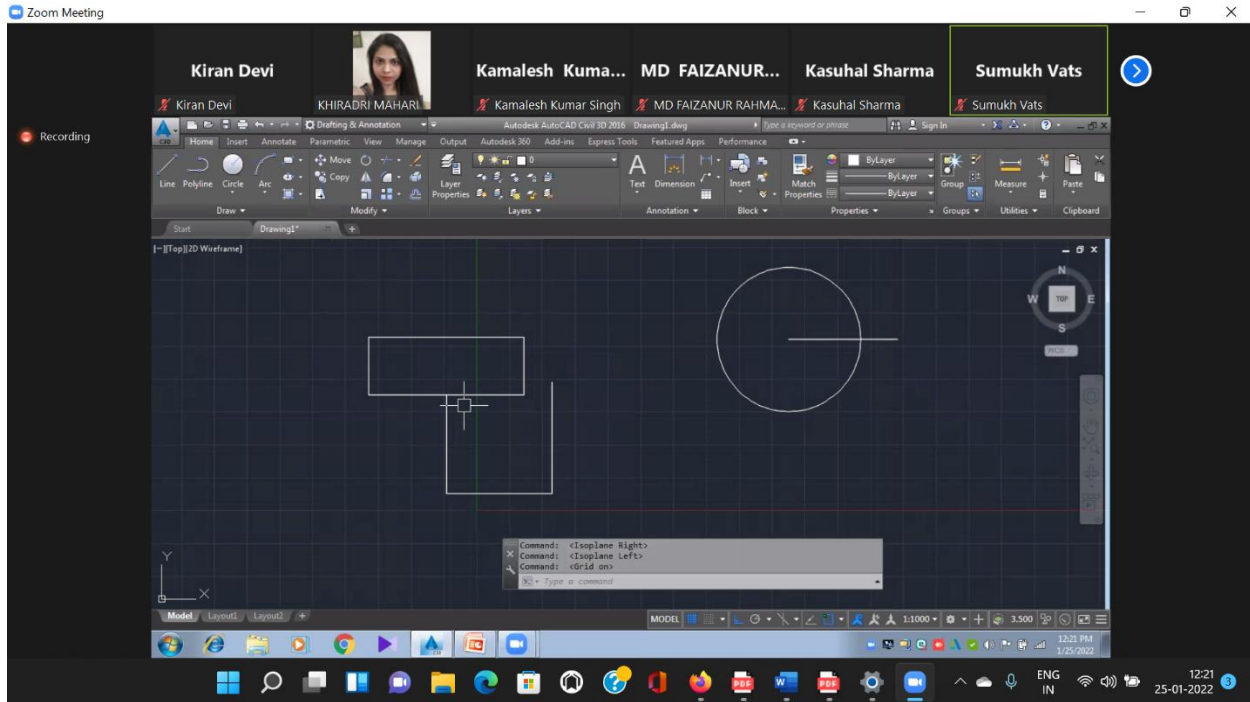 Zoom Meeting
Kiran Devi
Kamalesh Kuma...
MD FAIZANUR...
Kasuhal Sharma
Sumukh Vats
Kiran Devi
KHIRADRI MAHARI
Kamalesh Kumar Singh
MD FAIZANUR RAHMA...
Kasuhal Sharma
Sumukh Vats
Recording
Drafting & Annotation
Autodesk AutoCAD Civil 3D 2016 Drawing1.dwg
Type a keyword or phrase
Sign In
C3D
Home Insert Annotate Parametric View Manage Output Autodesk 360 Add-ins Express Tools Featured Apps Performance
Line Polyline Circle Arc
Move
Copy
Layer Properties
0
Text Dimension
Insert
Match Properties
ByLayer
ByLayer
ByLayer
Group
Measure
Paste
Draw Modify Layers Annotation Block Properties Groups Utilities Clipboard
Start Drawing1*
[-][Top][2D Wireframe]
N
W TOP E
S
WCS
Command: <Isoplane Right>
Command: <Isoplane Left>
Command: <Grid on>
Type a command
Y
X
Model Layout1 Layout2 +
MODEL 1:1000 3.500
12:21 PM
1/25/2022
ENG
IN
12:21
25-01-2022
3